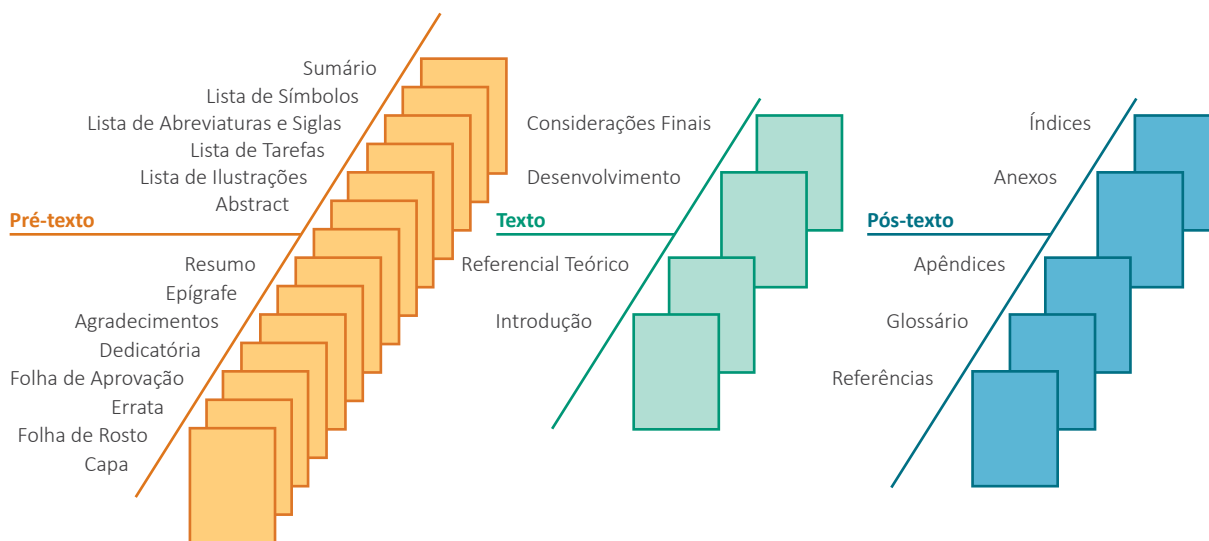 Sumário
Lista de Símbolos
Lista de Abreviaturas e Siglas
Lista de Tarefas
Lista de Ilustrações
Abstract
Pré-texto
Resumo
Epígrafe
Agradecimentos
Dedicatória
Folha de Aprovação
Errata
Folha de Rosto
Capa
Considerações Finais
Desenvolvimento
Texto
Referencial Teórico
Introdução
Índices
Anexos
Pós-texto
Apêndices
Glossário
Referências